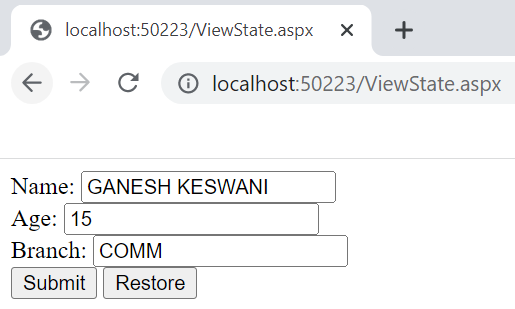 localhost:50223/ViewState.aspx
localhost:50223/ViewState.aspx
Name: GANESH KESWANI
Age: 15
Branch: COMM
Submit Restore